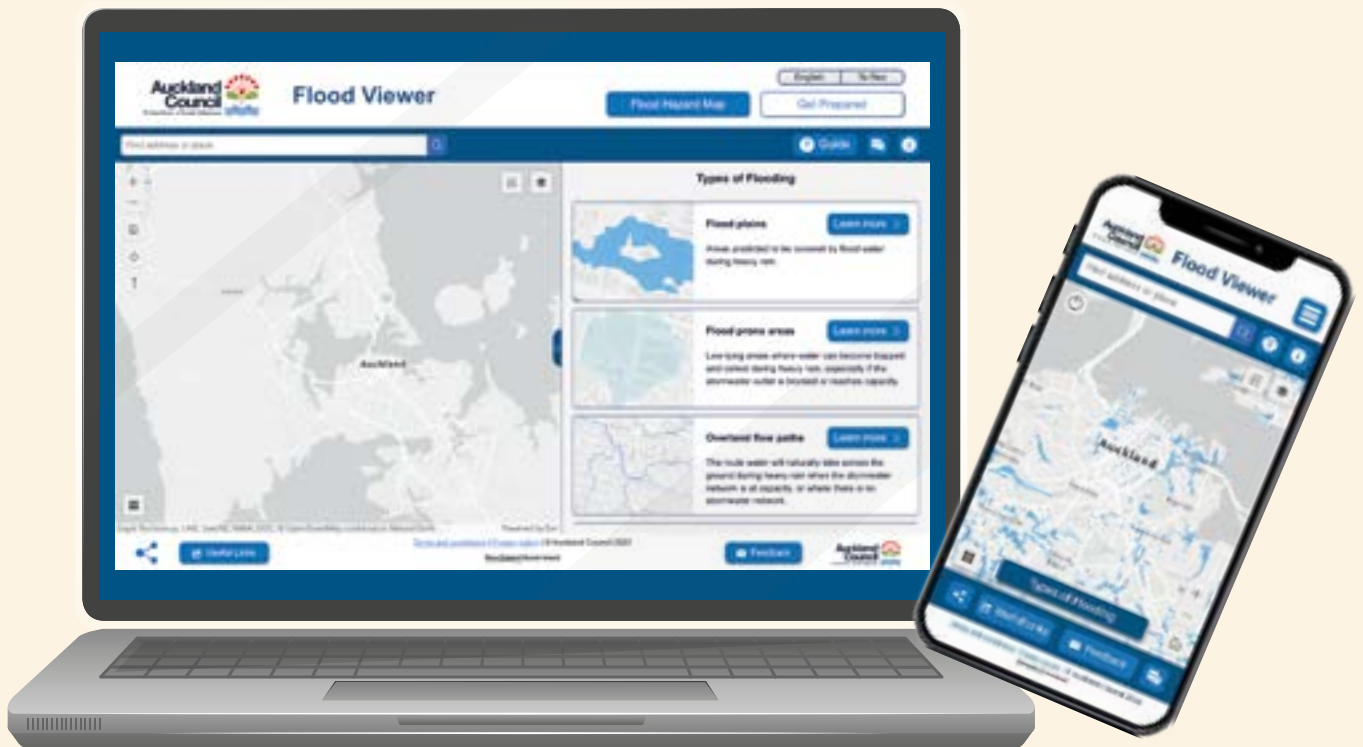 Auckland
Council
Flood Viewer
English
Te Reo
Flood Hazard Map
Get Prepared
Find address or place
Guide
Types of Flooding
Flood plains
Learn more
Areas predicted to be covered by flood water
during heavy rain.
Flood prone areas
Learn more
Low-lying areas where water can become trapped
and collect during heavy rain, especially if the
stormwater outlet is blocked or reaches capacity.
Overland flow paths
Learn more
The route water will naturally take across the
ground during heavy rain when the stormwater
network is at capacity, or where there is no
stormwater network.
Auckland
Powered by Esri
Useful Links
Feedback
Auckland
Council
Auckland
Council
Flood Viewer
Find address or place
Auckland
Types of Flooding
Useful Links
Feedback